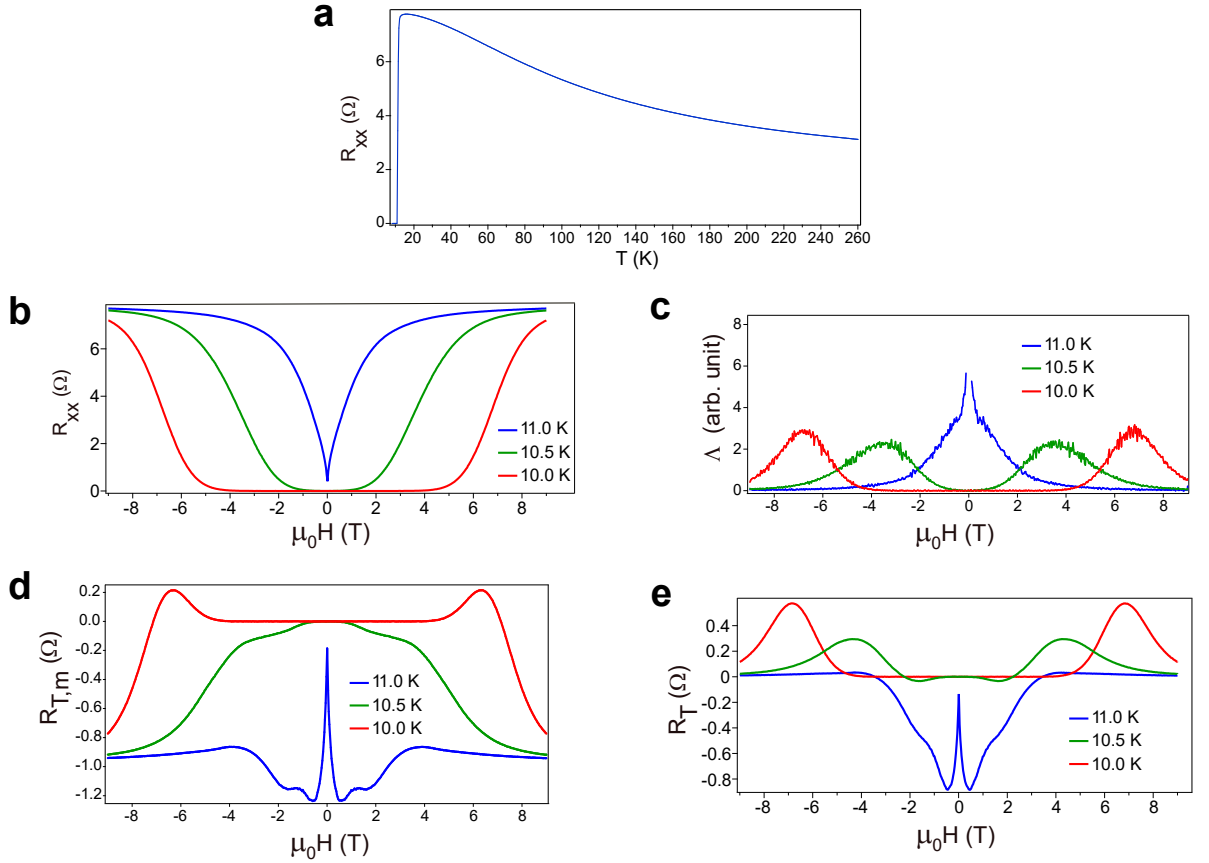 a
R_xx (Ω)
6
4
2
0
20 40 60 80 100 120 140 160 180 200 220 240 260
T (K)
b
R_xx (Ω)
6
4
2
0
11.0 K
10.5 K
10.0 K
-8 -6 -4 -2 0 2 4 6 8
μ₀H (T)
c
Λ (arb. unit)
8
6
4
2
0
11.0 K
10.5 K
10.0 K
-8 -6 -4 -2 0 2 4 6 8
μ₀H (T)
d
R_T,m (Ω)
0.2
0.0
-0.2
-0.4
-0.6
-0.8
-1.0
-1.2
11.0 K
10.5 K
10.0 K
-8 -6 -4 -2 0 2 4 6 8
μ₀H (T)
e
R_T (Ω)
0.4
0.2
0
-0.2
-0.4
-0.6
-0.8
11.0 K
10.5 K
10.0 K
-8 -6 -4 -2 0 2 4 6 8
μ₀H (T)